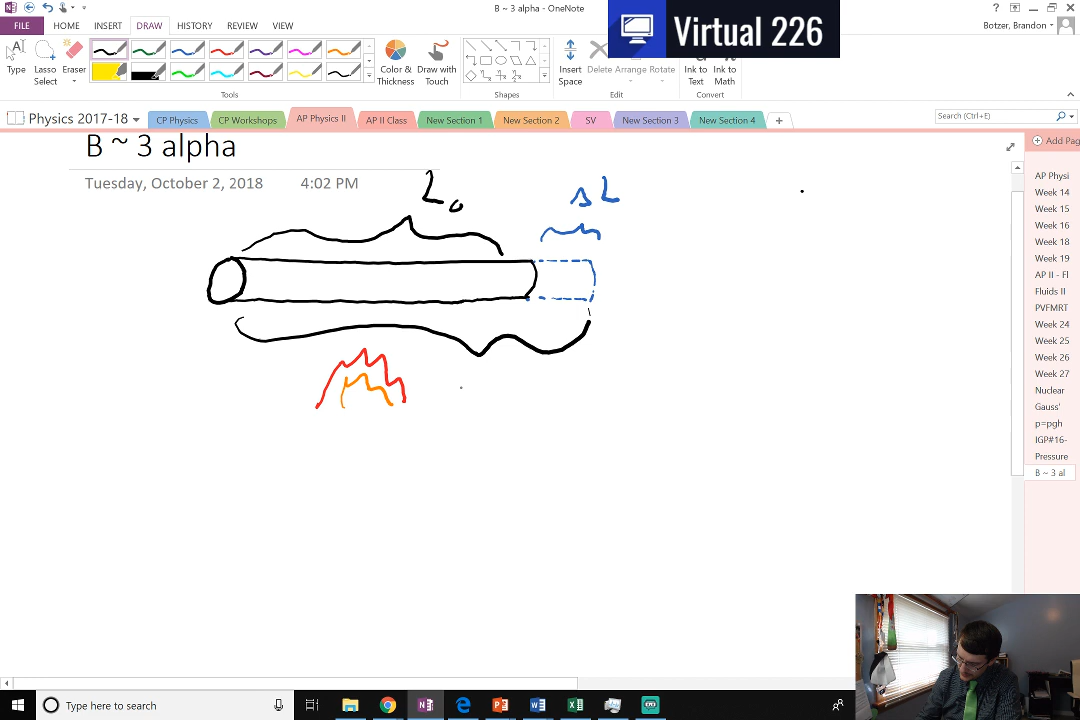 B ~ 3 alpha - OneNote
?
Virtual 226
FILE HOME INSERT DRAW HISTORY REVIEW VIEW
Botzer, Brandon
Type
Lasso Select
Eraser
Color & Thickness
Draw with Touch
Insert Space
Delete
Arrange
Rotate
Ink to Text
Ink to Math
Tools
Shapes
Edit
Convert
Physics 2017-18
CP Physics
CP Workshops
AP Physics II
AP II Class
New Section 1
New Section 2
SV
New Section 3
New Section 4
+
Search (Ctrl+E)
B ~ 3 alpha
Tuesday, October 2, 2018 4:02 PM
L₀
ΔL
Add Pag
AP Physi
Week 14
Week 15
Week 16
Week 18
Week 19
AP II - Fl
Fluids II
PVFMRT
Week 24
Week 25
Week 26
Week 27
Nuclear
Gauss'
p=pgh
IGP#16-
Pressure
B ~ 3 al
Type here to search